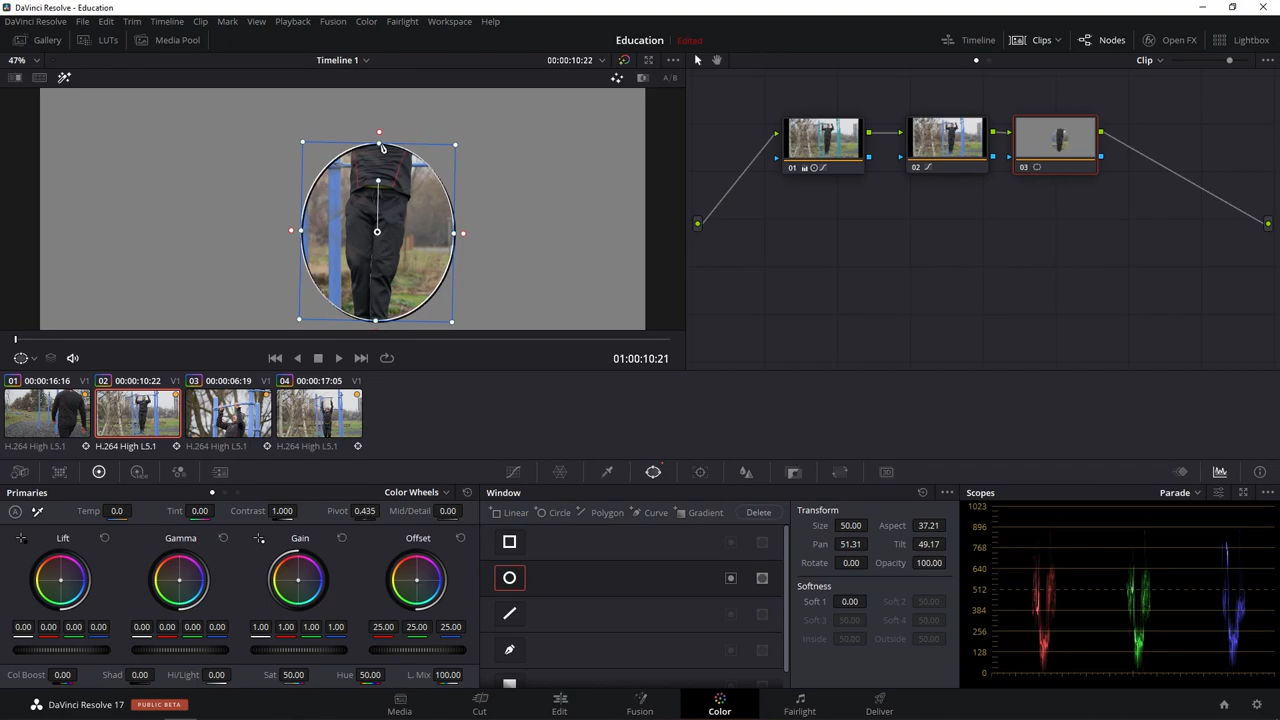 DaVinci Resolve - Education
DaVinci Resolve File Edit Trim Timeline Clip Mark View Playback Fusion Color Fairlight Workspace Help
Gallery LUTs Media Pool Education Edited Timeline Clips Nodes Open FX Lightbox
47% Timeline 1 00:00:10:22 Clip
A/B
01 02 03
01:00:10:21
01 00:00:16:16 V1 02 00:00:10:22 V1 03 00:00:06:19 V1 04 00:00:17:05 V1
H.264 High L5.1 H.264 High L5.1 H.264 High L5.1 H.264 High L5.1
Primaries Color Wheels Window Scopes Parade
A Temp 0.0 Tint 0.00 Contrast 1.000 Pivot 0.435 Mid/Detail 0.00
Linear Circle Polygon Curve Gradient Delete
Transform
Size 50.00 Aspect 37.21
Pan 51.31 Tilt 49.17
Rotate 0.00 Opacity 100.00
Softness
Soft 1 0.00 Soft 2 50.00
Soft 3 50.00 Soft 4 50.00
Inside 50.00 Outside 50.00
1023
896
768
640
512
384
256
128
0
Lift Gamma Gain Offset
0.00 0.00 0.00 0.00 0.00 0.00 0.00 0.00 1.00 1.00 1.00 1.00 25.00 25.00 25.00
Col Boost 0.00 Shad 0.00 Hi/Light 0.00 Sat 50.00 Hue 50.00 L. Mix 100.00
DaVinci Resolve 17 PUBLIC BETA Media Cut Edit Fusion Color Fairlight Deliver